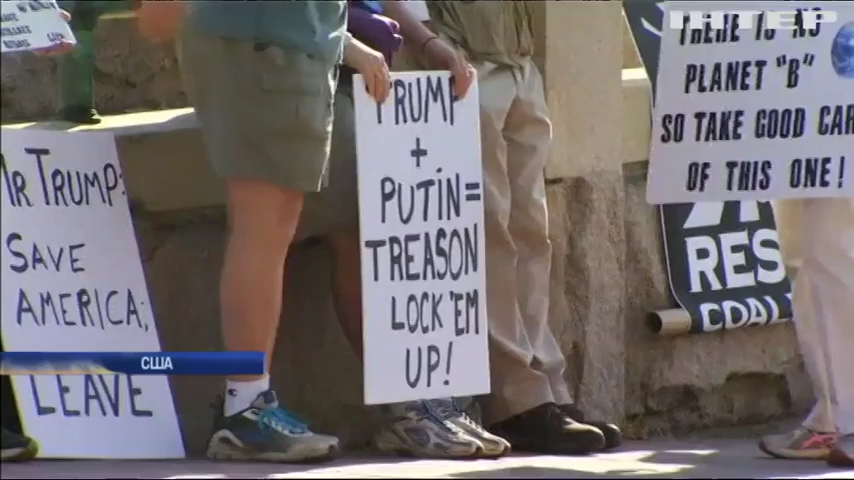 ІНТЕР
MR TRUMP:
SAVE
AMERICA;
LEAVE
США
TRUMP
+
PUTIN =
TREASON
LOCK 'EM
UP!
THERE IS NO
PLANET "B"
SO TAKE GOOD CARE
OF THIS ONE!
RES
COAL